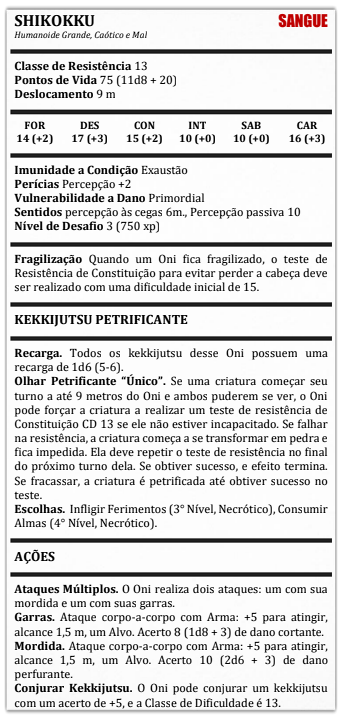 SHIKOKKU SANGUE
Humanoide Grande, Caótico e Mal
Classe de Resistência 13
Pontos de Vida 75 (11d8 + 20)
Deslocamento 9 m
FOR DES CON INT SAB CAR
14 (+2) 17 (+3) 15 (+2) 10 (+0) 10 (+0) 16 (+3)
Imunidade a Condição Exaustão
Perícias Percepção +2
Vulnerabilidade a Dano Primordial
Sentidos percepção às cegas 6m., Percepção passiva 10
Nível de Desafio 3 (750 xp)
Fragilização Quando um Oni fica fragilizado, o teste de
Resistência de Constituição para evitar perder a cabeça deve
ser realizado com uma dificuldade inicial de 15.
KEKKIJUTSU PETRIFICANTE
Recarga. Todos os kekkijutsu desse Oni possuem uma
recarga de 1d6 (5-6).
Olhar Petrificante “Único”. Se uma criatura começar seu
turno a até 9 metros do Oni e ambos puderem se ver, o Oni
pode forçar a criatura a realizar um teste de resistência de
Constituição CD 13 se ele não estiver incapacitado. Se falhar
na resistência, a criatura começa a se transformar em pedra e
fica impedida. Ela deve repetir o teste de resistência no final
do próximo turno dela. Se obtiver sucesso, e efeito termina.
Se fracassar, a criatura é petrificada até obtiver sucesso no
teste.
Escolhas. Infligir Ferimentos (3° Nível, Necrótico), Consumir
Almas (4° Nível, Necrótico).
AÇÕES
Ataques Múltiplos. O Oni realiza dois ataques: um com sua
mordida e um com suas garras.
Garras. Ataque corpo-a-corpo com Arma: +5 para atingir,
alcance 1,5 m, um Alvo. Acerto 8 (1d8 + 3) de dano cortante.
Mordida. Ataque corpo-a-corpo com Arma: +5 para atingir,
alcance 1,5 m, um Alvo. Acerto 10 (2d6 + 3) de dano
perfurante.
Conjurar Kekkijutsu. O Oni pode conjurar um kekkijutsu
com um acerto de +5, e a Classe de Dificuldade é 13.